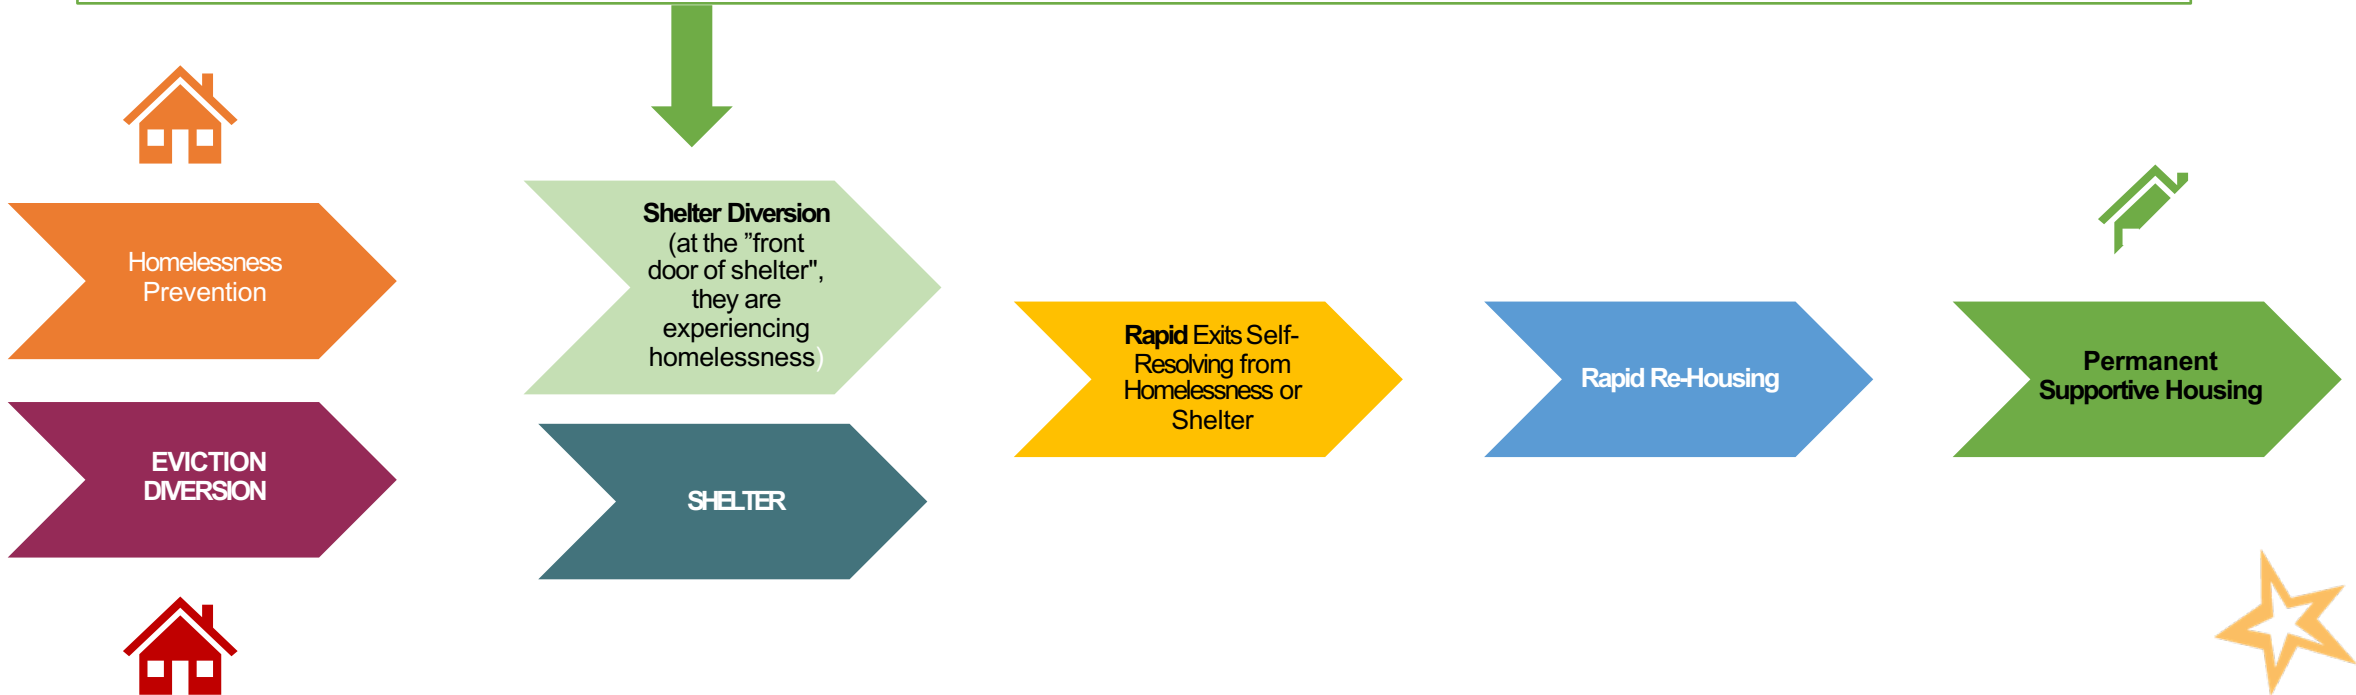 Homelessness
Prevention
EVICTION
DIVERSION
Shelter Diversion
(at the ”front
door of shelter",
they are
experiencing
homelessness)
SHELTER
Rapid Exits Self-
Resolving from
Homelessness or
Shelter
Rapid Re-Housing
Permanent
Supportive Housing